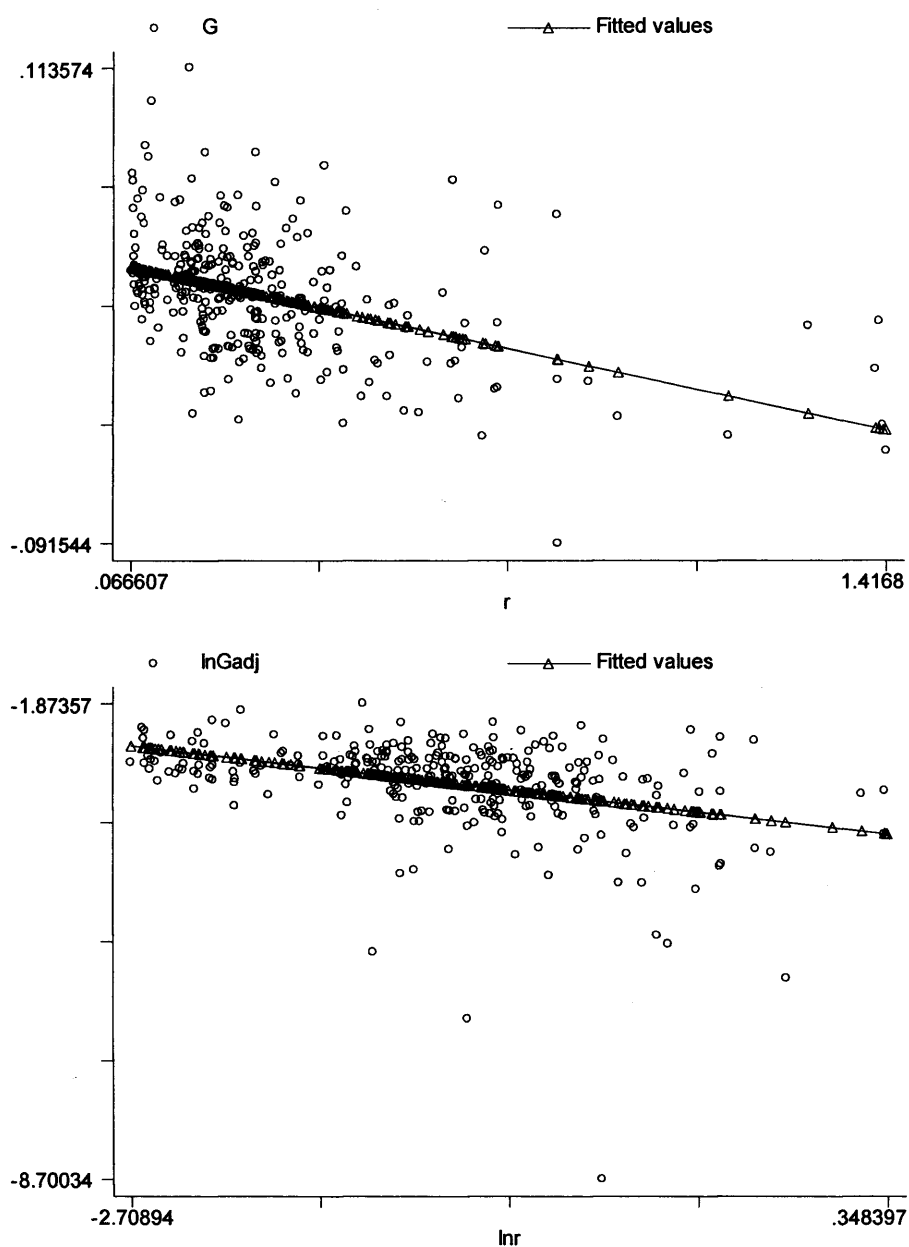 G Fitted values
.113574
-.091544
.066607 1.4168
r
lnGadj Fitted values
-1.87357
-8.70034
-2.70894 .348397
lnr